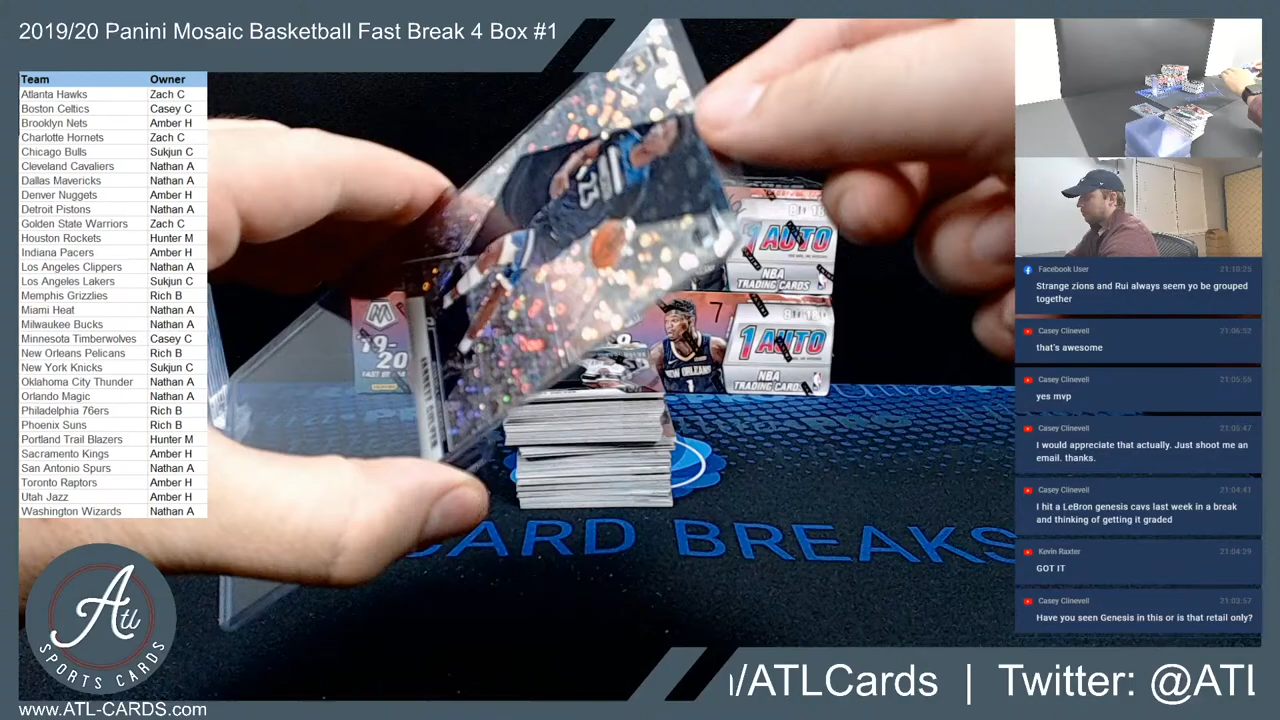 2019/20 Panini Mosaic Basketball Fast Break 4 Box #1
Team Owner
Atlanta Hawks Zach C
Boston Celtics Casey C
Brooklyn Nets Amber H
Charlotte Hornets Zach C
Chicago Bulls Sukjun C
Cleveland Cavaliers Nathan A
Dallas Mavericks Nathan A
Denver Nuggets Amber H
Detroit Pistons Nathan A
Golden State Warriors Zach C
Houston Rockets Hunter M
Indiana Pacers Amber H
Los Angeles Clippers Nathan A
Los Angeles Lakers Sukjun C
Memphis Grizzlies Rich B
Miami Heat Nathan A
Milwaukee Bucks Nathan A
Minnesota Timberwolves Casey C
New Orleans Pelicans Rich B
New York Knicks Sukjun C
Oklahoma City Thunder Nathan A
Orlando Magic Nathan A
Philadelphia 76ers Rich B
Phoenix Suns Rich B
Portland Trail Blazers Hunter M
Sacramento Kings Amber H
San Antonio Spurs Nathan A
Toronto Raptors Amber H
Utah Jazz Amber H
Washington Wizards Nathan A
Atl
SPORTS CARDS
www.ATL-CARDS.com
23
1 AUTO
NBA
TRADING CARDS
7
NEW ORLEANS
1
1 AUTO
NBA
TRADING CARDS
19-
20
CARD BREAKS
Facebook User 21:10:25
Strange zions and Rui always seem yo be grouped
together
Casey Clinevell 21:06:52
that's awesome
Casey Clinevell 21:05:55
yes mvp
Casey Clinevell 21:05:47
I would appreciate that actually. Just shoot me an
email. thanks.
Casey Clinevell 21:04:41
I hit a LeBron genesis cavs last week in a break
and thinking of getting it graded
Kevin Raxter 21:04:29
GOT IT
Casey Clinevell 21:03:57
Have you seen Genesis in this or is that retail only?
/ATLCards | Twitter: @ATL